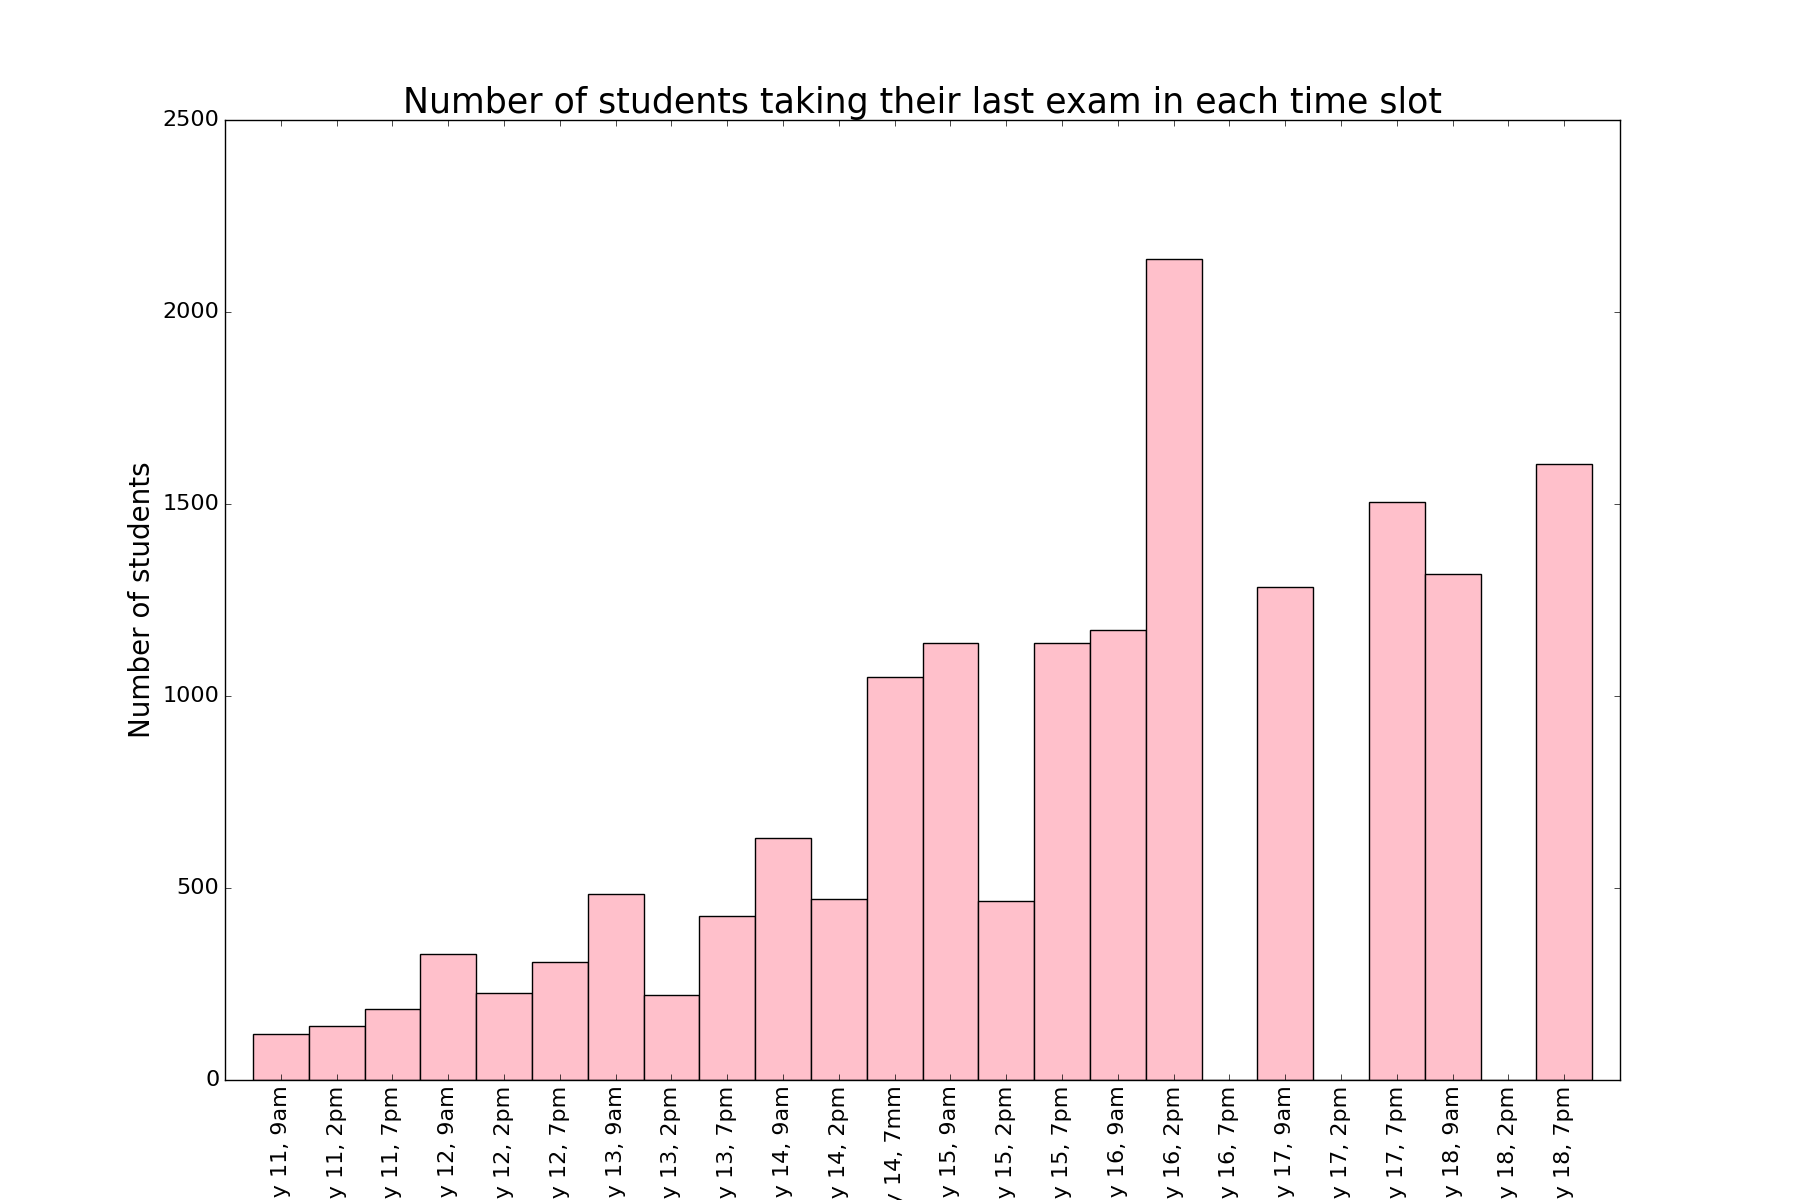 Number of students taking their last exam in each time slot
2500
2000
1500
1000
500
0
Number of students
y 11, 9am
y 11, 2pm
y 11, 7pm
y 12, 9am
y 12, 2pm
y 12, 7pm
y 13, 9am
y 13, 2pm
y 13, 7pm
y 14, 9am
y 14, 2pm
y 14, 7mm
y 15, 9am
y 15, 2pm
y 15, 7pm
y 16, 9am
y 16, 2pm
y 16, 7pm
y 17, 9am
y 17, 2pm
y 17, 7pm
y 18, 9am
y 18, 2pm
y 18, 7pm